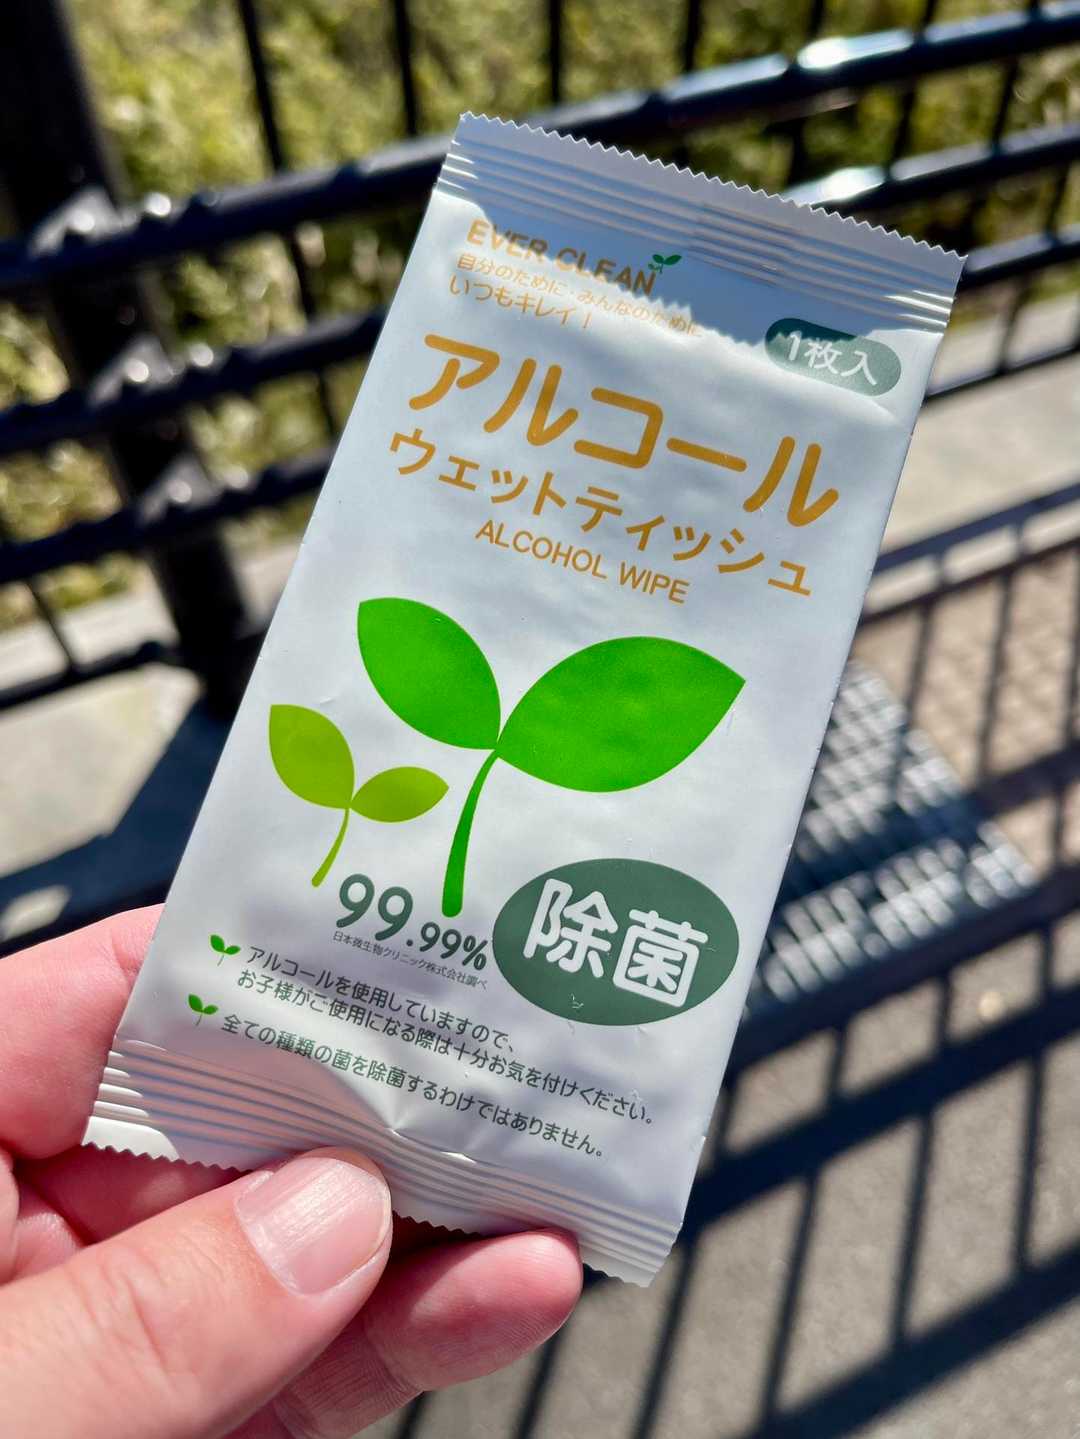 EVER CLEAN
自分のために・みんなのために
いつもキレイ！
1枚入
アルコール
ウェットティッシュ
ALCOHOL WIPE
99.99%
日本微生物クリニック株式会社調べ
除菌
アルコールを使用していますので、
お子様がご使用になる際は十分お気を付けください。
全ての種類の菌を除菌するわけではありません。